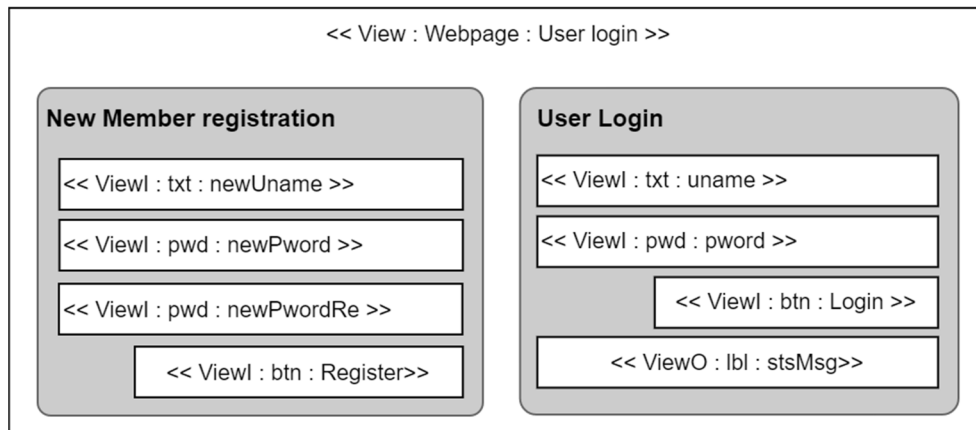 << View : Webpage : User login >>
New Member registration
<< ViewI : txt : newUname >>
<< ViewI : pwd : newPword >>
<< ViewI : pwd : newPwordRe >>
<< ViewI : btn : Register>>
User Login
<< ViewI : txt : uname >>
<< ViewI : pwd : pword >>
<< ViewI : btn : Login >>
<< ViewO : lbl : stsMsg>>